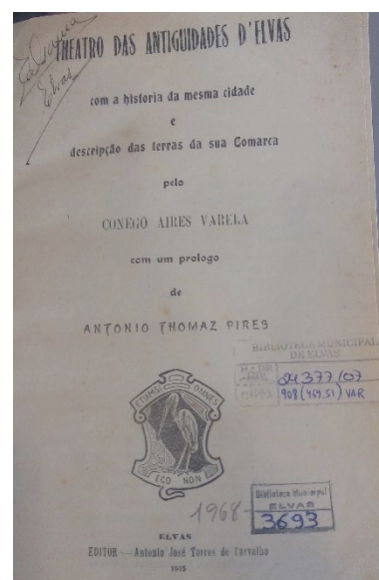 THEATRO DAS ANTIGUIDADES D'ELVAS
com a historia da mesma cidade
e
descripção das terras da sua Comarca
pelo
CONEGO AIRES VARELA
com um prologo
de
ANTONIO THOMAZ PIRES
BIBLIOTECA MUNICIPAL
DE ELVAS
24377/07
908 (469.51) VAR
ETIAMSI OMNES
EGO NON
1968
Biblioteca Municipal
ELVAS
3693
ELVAS
EDITOR — Antonio José Torres de Carvalho
1915